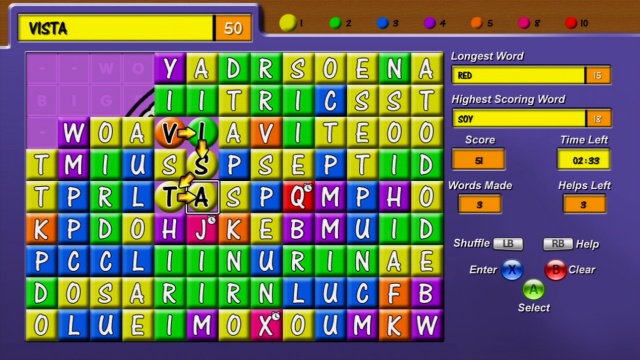 VISTA 50
1 2 3 4 5 8 10
- - W O Y A D R S O E N A
B I G I I T R I C S S T
- W O A V I A V I T E O O
T M I U S S P S E P T I D
T P R L T A S P Q M P H O
K P D O H J K E B M U I D
P C C L I I N U R I N A E
D O S A R I R N L U C F B
O L U E I M O X O U M K W
Longest Word
RED 15
Highest Scoring Word
SOY 18
Score Time Left
51 02:33
Words Made Helps Left
3 3
Shuffle LB RB Help
Enter X B Clear
A
Select